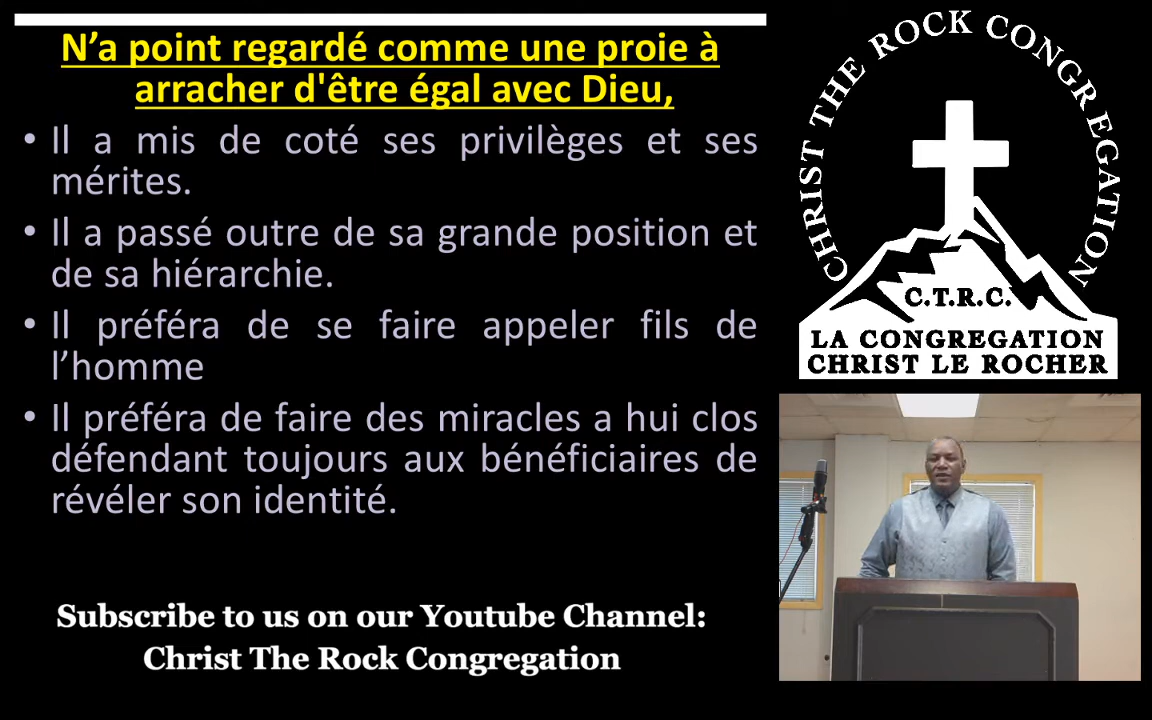 N’a point regardé comme une proie à
arracher d'être égal avec Dieu,
• Il a mis de coté ses privilèges et ses
mérites.
• Il a passé outre de sa grande position et
de sa hiérarchie.
• Il préféra de se faire appeler fils de
l’homme
• Il préféra de faire des miracles a hui clos
défendant toujours aux bénéficiaires de
révéler son identité.
Subscribe to us on our Youtube Channel:
Christ The Rock Congregation
CHRIST THE ROCK CONGREGATION
C.T.R.C.
LA CONGREGATION
CHRIST LE ROCHER